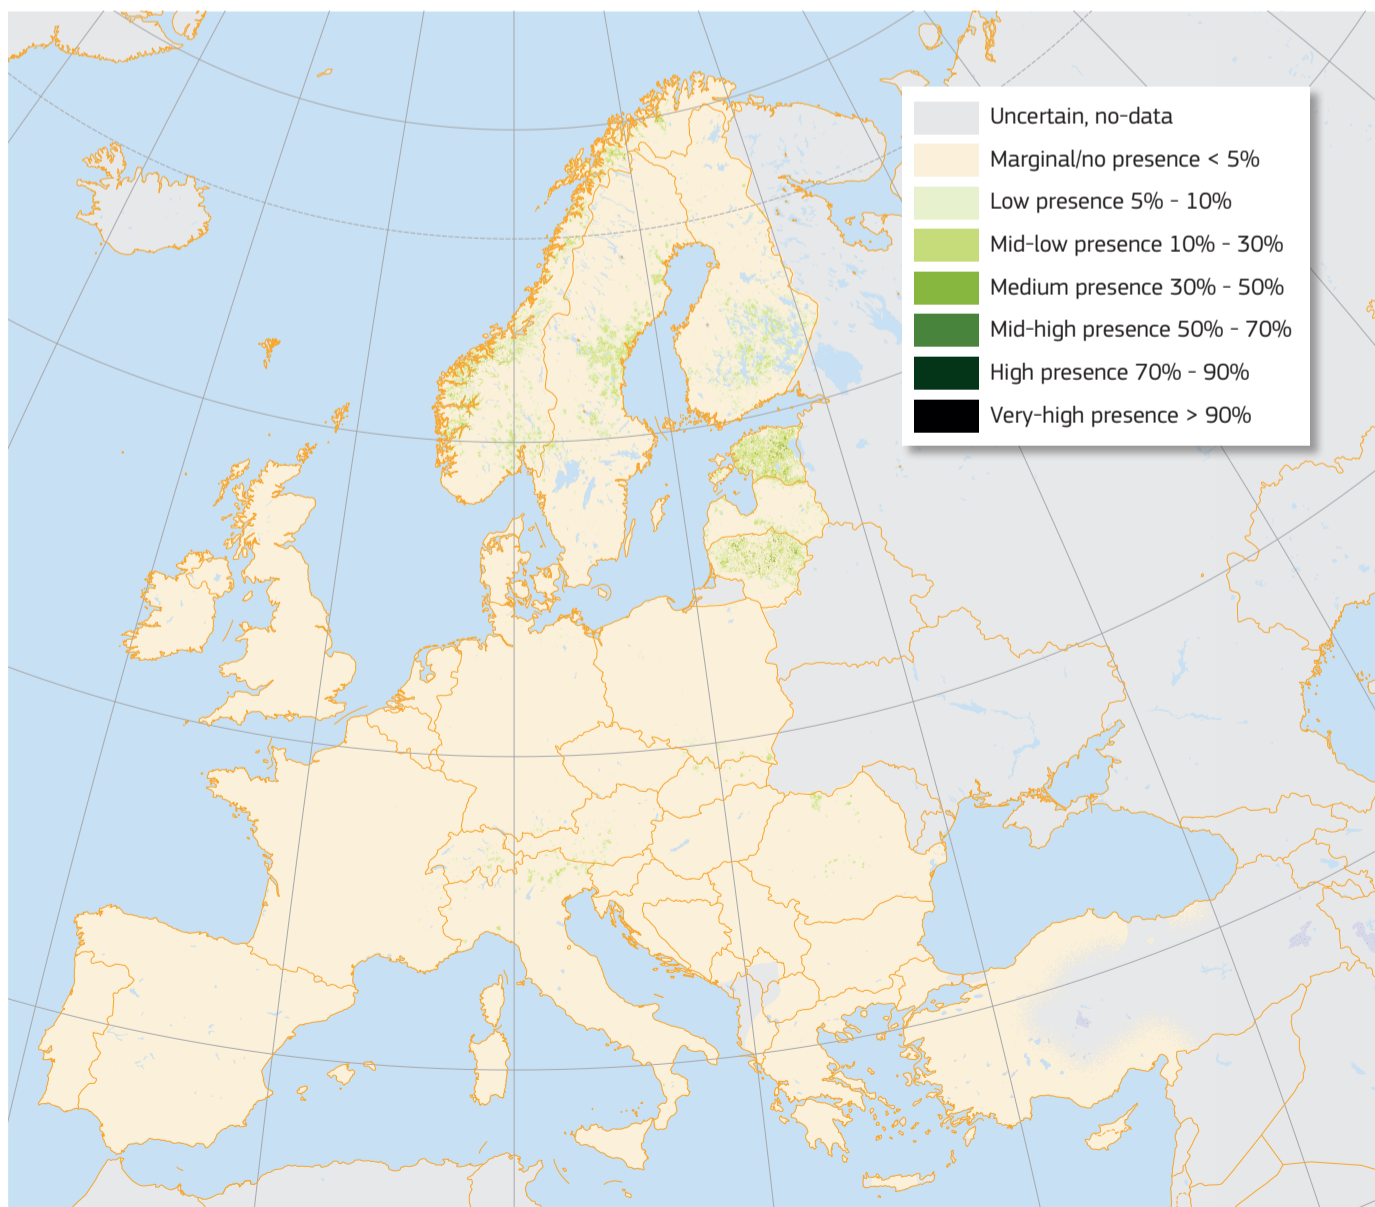 Uncertain, no-data
Marginal/no presence < 5%
Low presence 5% - 10%
Mid-low presence 10% - 30%
Medium presence 30% - 50%
Mid-high presence 50% - 70%
High presence 70% - 90%
Very-high presence > 90%